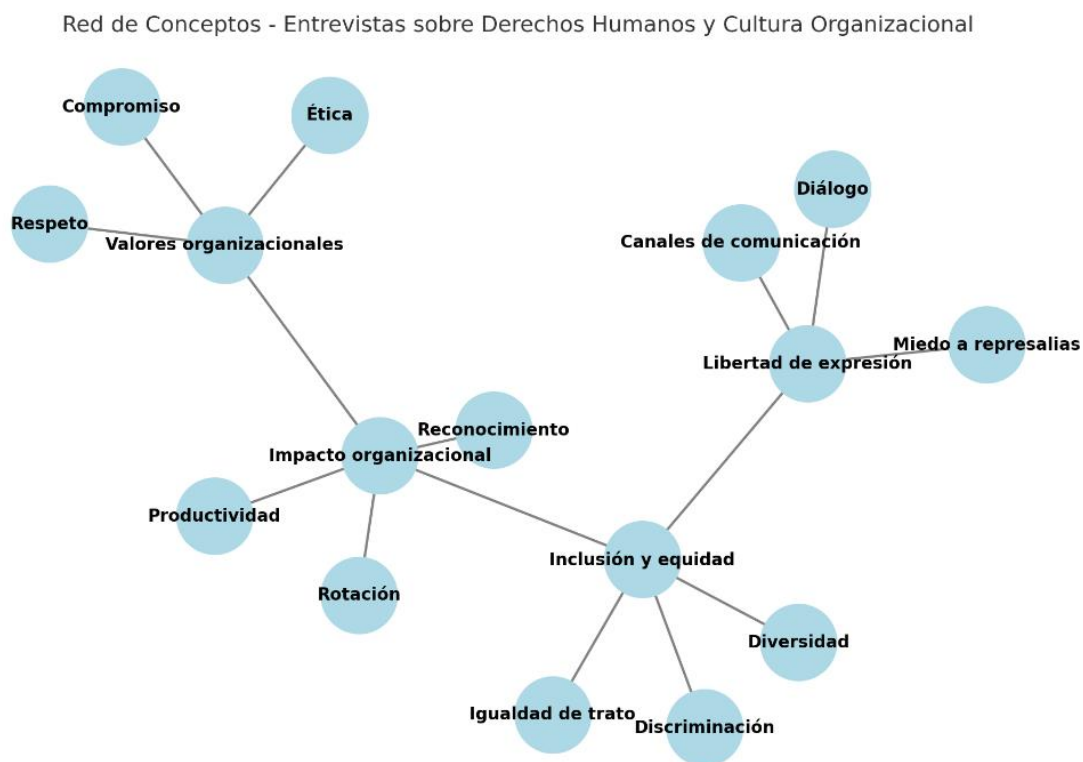 Red de Conceptos - Entrevistas sobre Derechos Humanos y Cultura Organizacional
Compromiso
Ética
Respeto
Valores organizacionales
Diálogo
Canales de comunicación
Miedo a represalias
Libertad de expresión
Reconocimiento
Impacto organizacional
Productividad
Rotación
Inclusión y equidad
Diversidad
Igualdad de trato
Discriminación